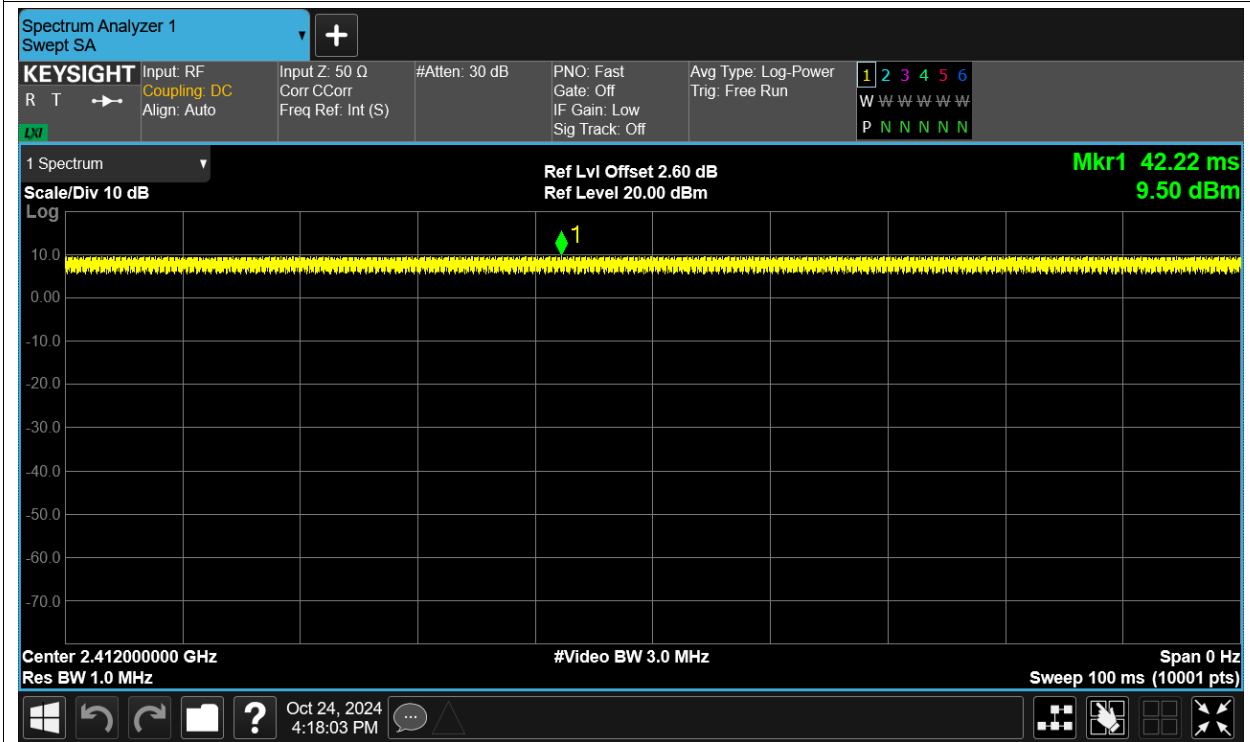 Spectrum Analyzer 1
Swept SA
+
KEYSIGHT
R T
LXI
Input: RF
Coupling: DC
Align: Auto
Input Z: 50 Ω
Corr CCorr
Freq Ref: Int (S)
#Atten: 30 dB
PNO: Fast
Gate: Off
IF Gain: Low
Sig Track: Off
Avg Type: Log-Power
Trig: Free Run
1 2 3 4 5 6
W W W W W W
P N N N N N
1 Spectrum
Scale/Div 10 dB
Ref Lvl Offset 2.60 dB
Ref Level 20.00 dBm
Mkr1 42.22 ms
9.50 dBm
Log
1
10.0
0.00
-10.0
-20.0
-30.0
-40.0
-50.0
-60.0
-70.0
Center 2.412000000 GHz
#Video BW 3.0 MHz
Span 0 Hz
Res BW 1.0 MHz
Sweep 100 ms (10001 pts)
?
Oct 24, 2024
4:18:03 PM